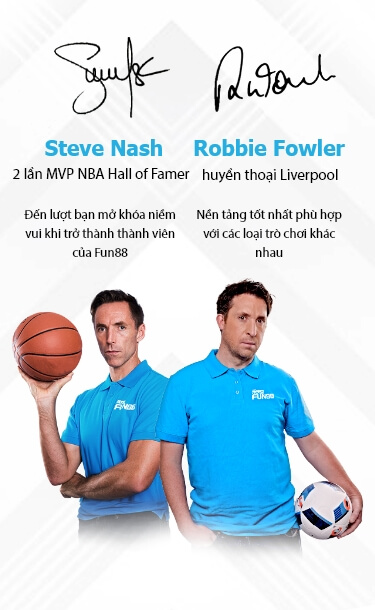 Steve Nash
2 lần MVP NBA Hall of Famer
Đến lượt bạn mở khóa niềm
vui khi trở thành thành viên
của Fun88
Robbie Fowler
huyền thoại Liverpool
Nền tảng tốt nhất phù hợp
với các loại trò chơi khác
nhau
FUN88
FUN88